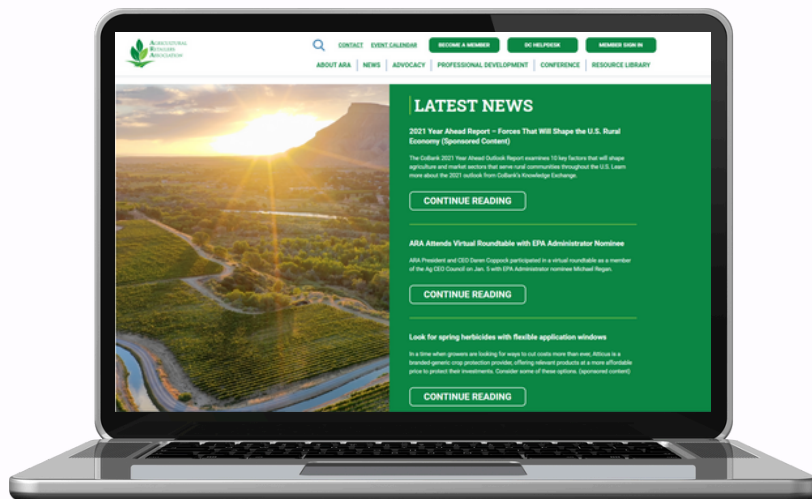 AGRICULTURAL
RETAILERS
ASSOCIATION
CONTACT EVENT CALENDAR BECOME A MEMBER DC HELPDESK MEMBER SIGN IN
ABOUT ARA NEWS ADVOCACY PROFESSIONAL DEVELOPMENT CONFERENCE RESOURCE LIBRARY
LATEST NEWS
2021 Year Ahead Report – Forces That Will Shape the U.S. Rural
Economy (Sponsored Content)
The CoBank 2021 Year Ahead Outlook Report examines 10 key factors that will shape
agriculture and market sectors that serve rural communities throughout the U.S. Learn
more about the 2021 outlook from CoBank's Knowledge Exchange.
CONTINUE READING
ARA Attends Virtual Roundtable with EPA Administrator Nominee
ARA President and CEO Daren Coppock participated in a virtual roundtable as a member
of the Ag CEO Council on Jan. 5 with EPA Administrator nominee Michael Regan.
CONTINUE READING
Look for spring herbicides with flexible application windows
In a time when growers are looking for ways to cut costs more than ever, Atticus is a
branded-generic crop protection provider, offering relevant products at a more affordable
price to protect their investments. Consider some of these options. (sponsored content)
CONTINUE READING